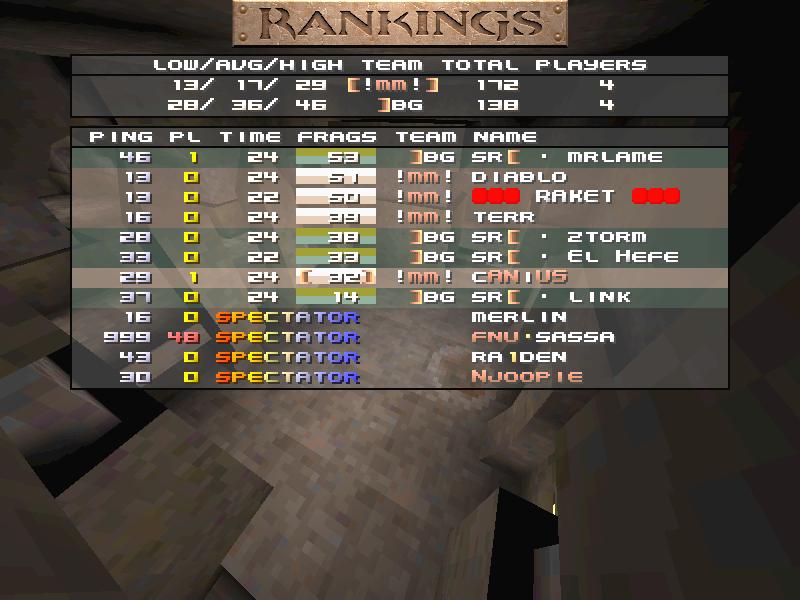 RANKINGS
LOW/AVG/HIGH TEAM TOTAL PLAYERS
13/ 17/ 29 [!mm!] 172 4
28/ 36/ 46 ]BG 138 4
PING PL TIME FRAGS TEAM NAME
46 1 24 53 ]BG SR[ · MRLAME
13 0 24 51 !mm! DIABLO
13 0 22 50 !mm! RAKET
16 0 24 39 !mm! TERR
28 0 24 38 ]BG SR[ · ZTORM
33 0 24 33 ]BG SR[ · EL HEFE
29 1 24 [ 32] !mm! CANIUS
37 0 24 14 ]BG SR[ · LINK
16 0 SPECTATOR MERLIN
999 48 SPECTATOR FNU·SASSA
43 0 SPECTATOR RA1DEN
30 0 SPECTATOR NJOOPIE